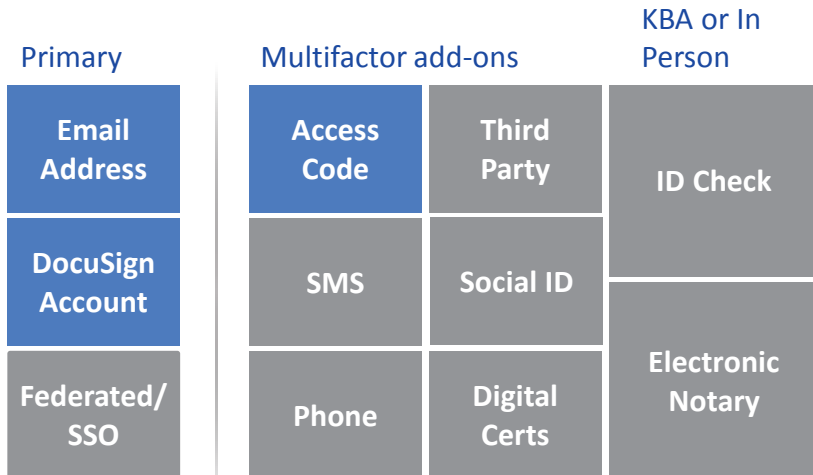 Primary
Email
Address
DocuSign
Account
Federated/
SSO
Multifactor add-ons
Access
Code
Third
Party
SMS
Social ID
Phone
Digital
Certs
KBA or In
Person
ID Check
Electronic
Notary